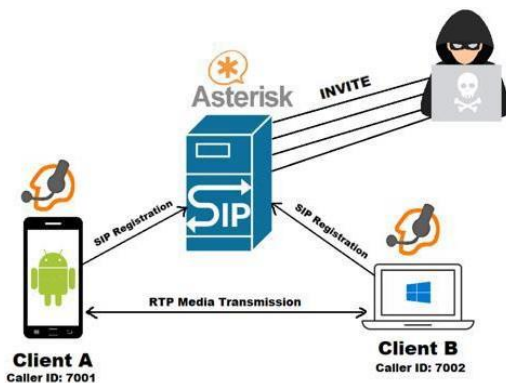 Asterisk
INVITE
SIP
SIP Registration
SIP Registration
RTP Media Transmission
Client A
Caller ID: 7001
Client B
Caller ID: 7002